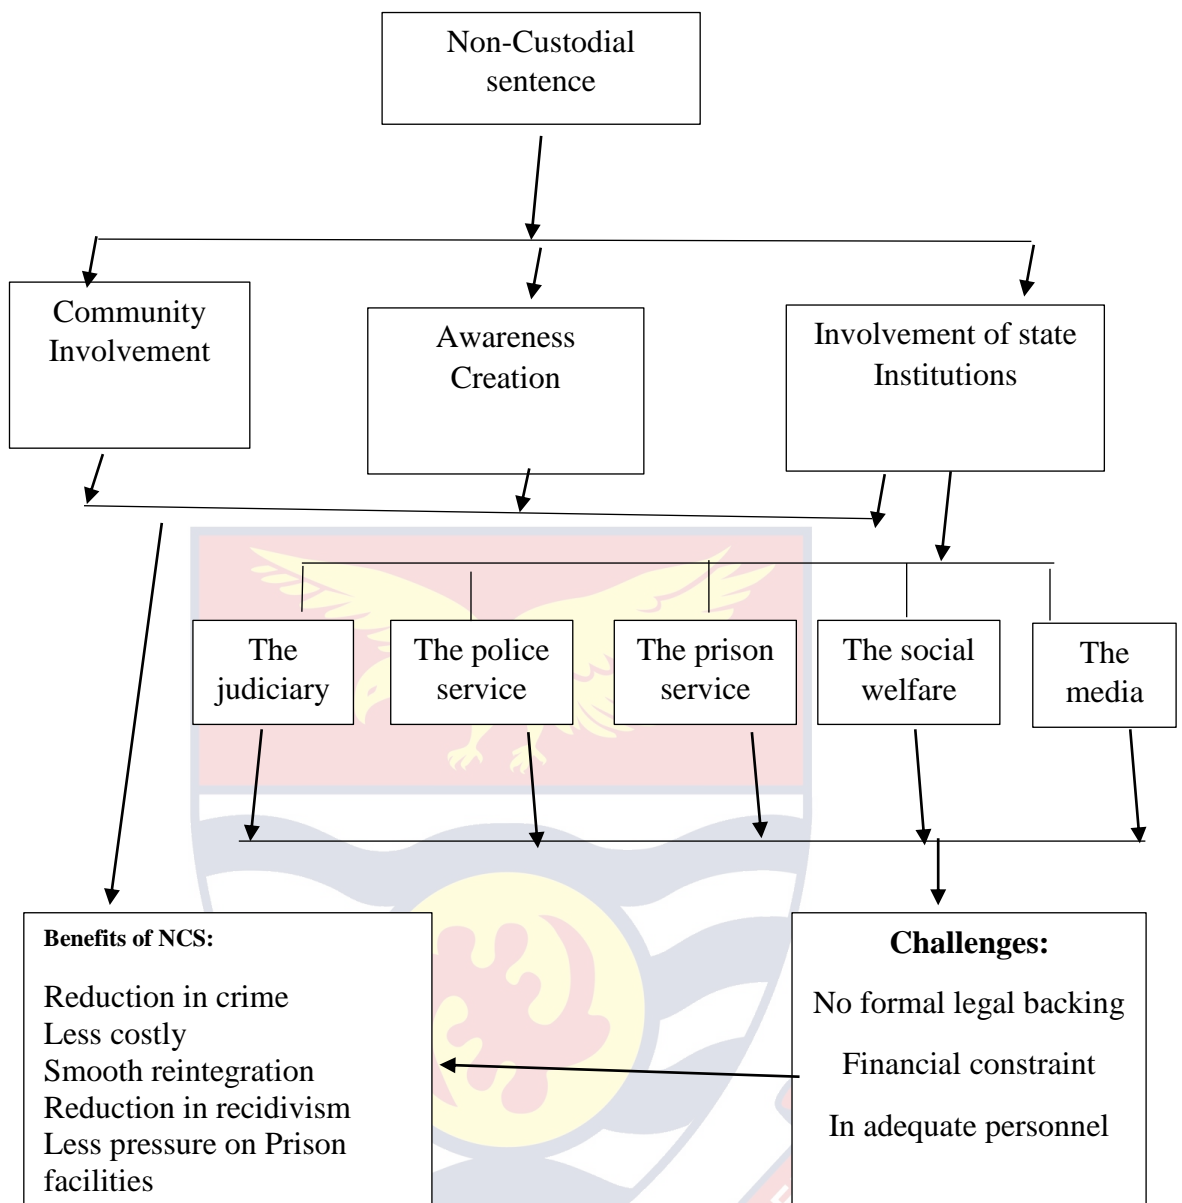 Non-Custodial
sentence
Community
Involvement
Awareness
Creation
Involvement of state
Institutions
The
judiciary
The police
service
The prison
service
The social
welfare
The
media
Benefits of NCS:
Reduction in crime
Less costly
Smooth reintegration
Reduction in recidivism
Less pressure on Prison
facilities
Challenges:
No formal legal backing
Financial constraint
In adequate personnel